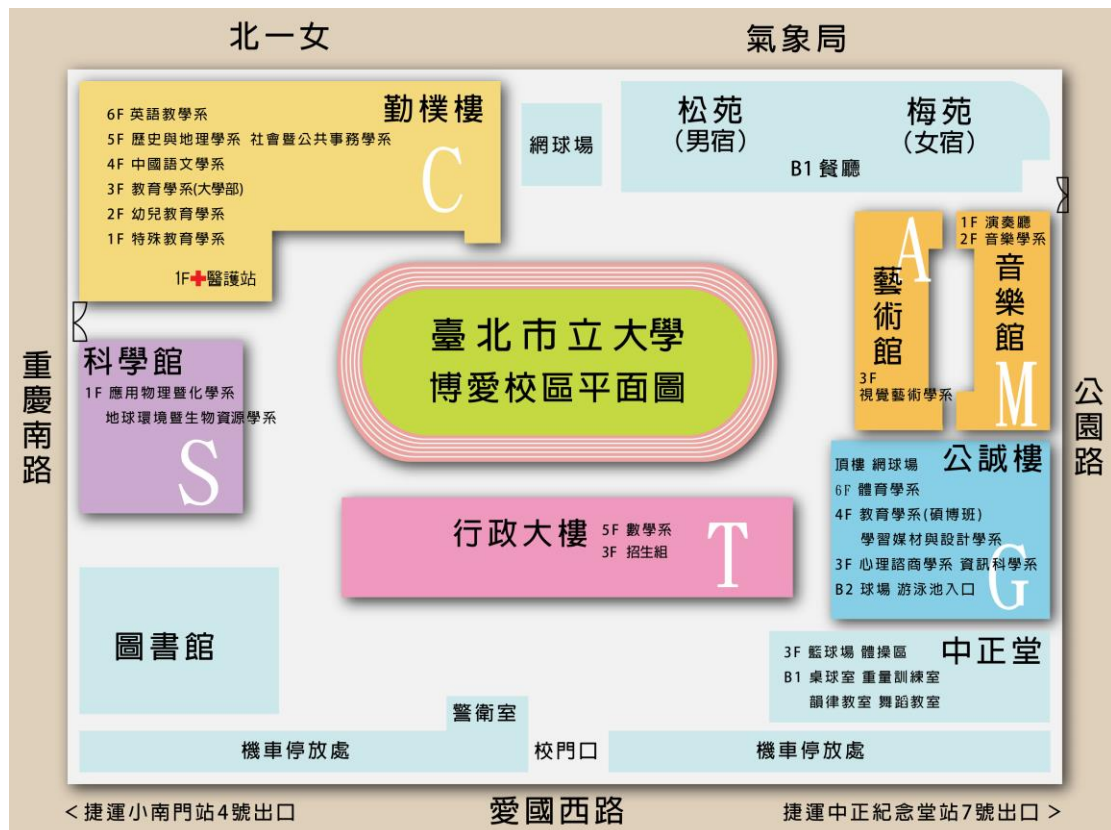 北一女
氣象局
勤樸樓
6F 英語教學系
5F 歷史與地理學系 社會暨公共事務學系
4F 中國語文學系
3F 教育學系(大學部)
2F 幼兒教育學系
1F 特殊教育學系
1F 醫護站
C
網球場
松苑
(男宿)
梅苑
(女宿)
B1 餐廳
A
藝術館
3F
視覺藝術學系
1F 演奏廳
2F 音樂學系
音樂館
M
臺北市立大學
博愛校區平面圖
重慶南路
公園路
科學館
1F 應用物理暨化學系
地球環境暨生物資源學系
S
行政大樓
5F 數學系
3F 招生組
T
公誠樓
頂樓 網球場
6F 體育學系
4F 教育學系(碩博班)
學習媒材與設計學系
3F 心理諮商學系 資訊科學系
B2 球場 游泳池入口
G
圖書館
中正堂
3F 籃球場 體操區
B1 桌球室 重量訓練室
韻律教室 舞蹈教室
警衛室
機車停放處
校門口
機車停放處
<捷運小南門站4號出口
愛國西路
捷運中正紀念堂站7號出口>